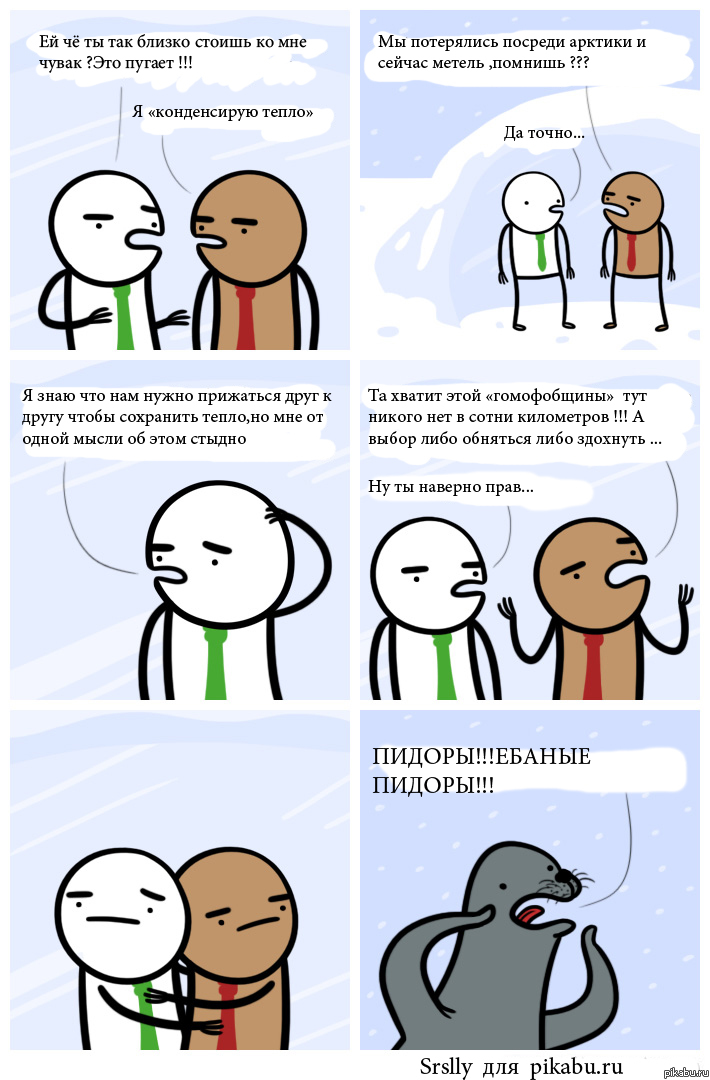 Ей чё ты так близко стоишь ко мне
чувак ?Это пугает !!!
Я «конденсирую тепло»
Мы потерялись посреди арктики и
сейчас метель ,помнишь ???
Да точно...
Я знаю что нам нужно прижаться друг к
другу чтобы сохранить тепло,но мне от
одной мысли об этом стыдно
Та хватит этой «гомофобщины» тут
никого нет в сотни километров !!! А
выбор либо обняться либо здохнуть ...
Ну ты наверно прав...
ПИДОРЫ!!!ЕБАНЫЕ
ПИДОРЫ!!!
Srslly для pikabu.ru
pikabu.ru